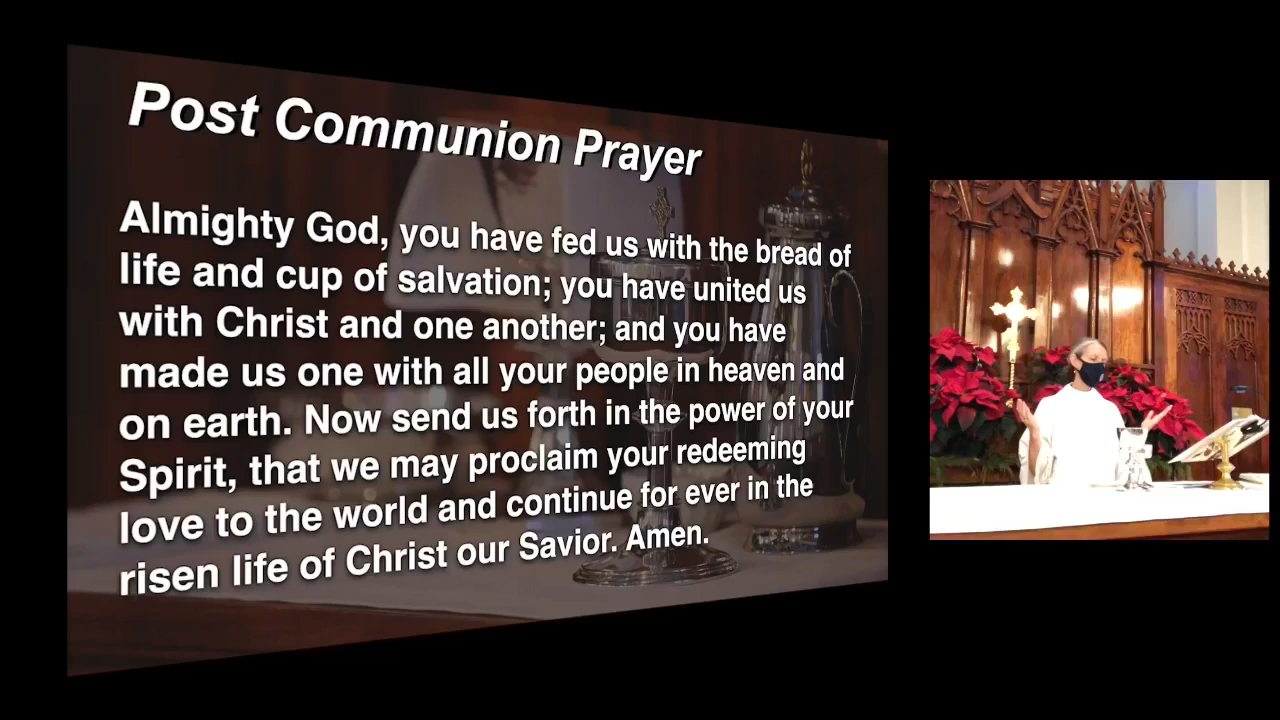 Post Communion Prayer
Almighty God, you have fed us with the bread of
life and cup of salvation; you have united us
with Christ and one another; and you have
made us one with all your people in heaven and
on earth. Now send us forth in the power of your
Spirit, that we may proclaim your redeeming
love to the world and continue for ever in the
risen life of Christ our Savior. Amen.